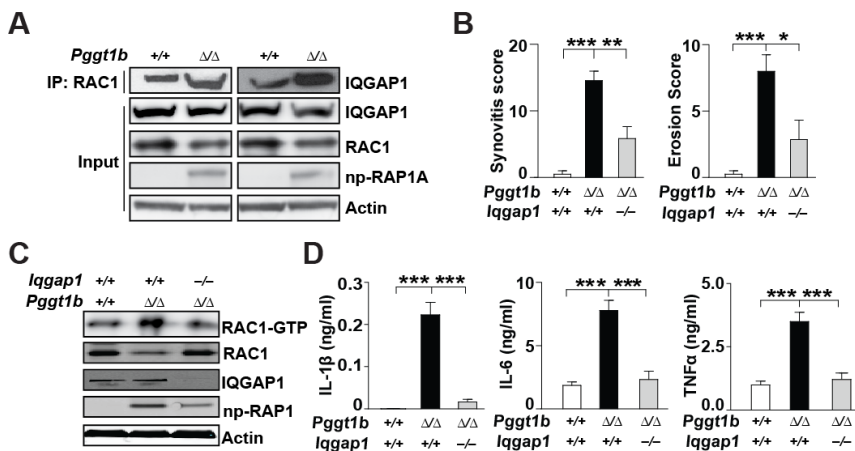 A
Pggt1b +/+ Δ/Δ +/+ Δ/Δ
IP: RAC1 IQGAP1
Input IQGAP1
RAC1
np-RAP1A
Actin
B
Synovitis score
20
10
0
*** **
Pggt1b +/+ Δ/Δ Δ/Δ
Iqgap1 +/+ +/+ –/–
Erosion Score
10
5
0
*** *
Pggt1b +/+ Δ/Δ Δ/Δ
Iqgap1 +/+ +/+ –/–
C
Iqgap1 +/+ +/+ –/–
Pggt1b +/+ Δ/Δ Δ/Δ
RAC1-GTP
RAC1
IQGAP1
np-RAP1
Actin
D
IL-1β (ng/ml)
0.3
0.2
0.1
0
*** ***
Pggt1b +/+ Δ/Δ Δ/Δ
Iqgap1 +/+ +/+ –/–
IL-6 (ng/ml)
10
5
0
*** ***
Pggt1b +/+ Δ/Δ Δ/Δ
Iqgap1 +/+ +/+ –/–
TNFα (ng/ml)
5.0
2.5
0.0
*** ***
Pggt1b +/+ Δ/Δ Δ/Δ
Iqgap1 +/+ +/+ –/–